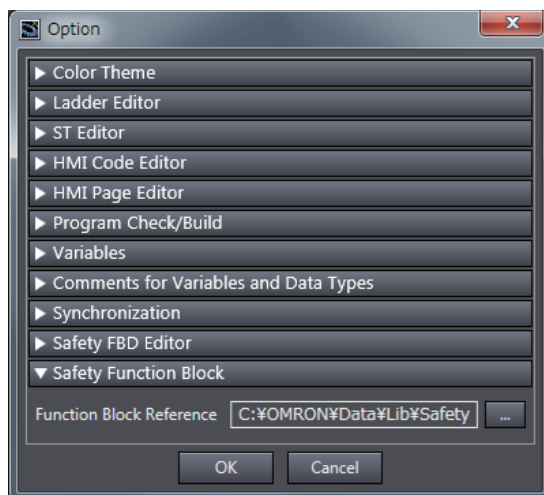 Option
Color Theme
Ladder Editor
ST Editor
HMI Code Editor
HMI Page Editor
Program Check/Build
Variables
Comments for Variables and Data Types
Synchronization
Safety FBD Editor
Safety Function Block
Function Block Reference C:¥OMRON¥Data¥Lib¥Safety ...
OK Cancel